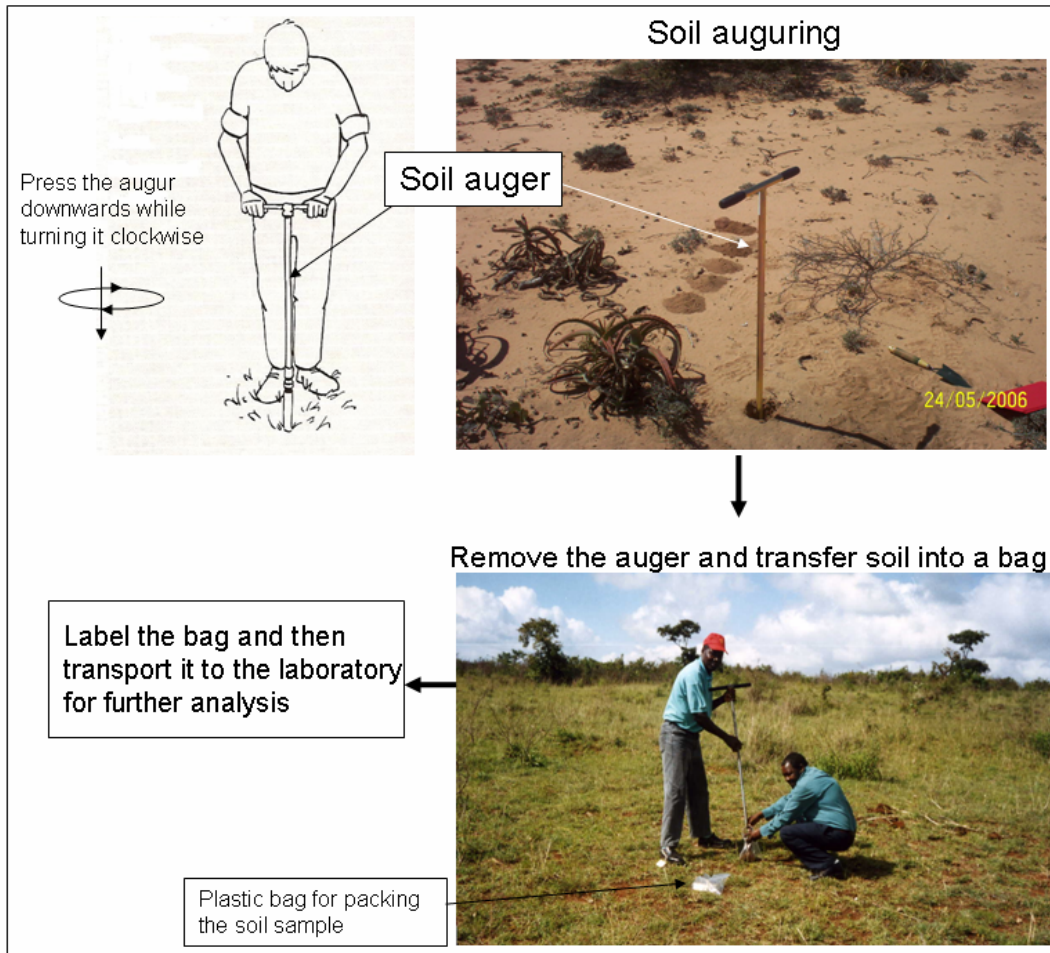 Soil auguring
Press the augur
downwards while
turning it clockwise
Soil auger
24/05/2006
Remove the auger and transfer soil into a bag
Label the bag and then
transport it to the laboratory
for further analysis
Plastic bag for packing
the soil sample